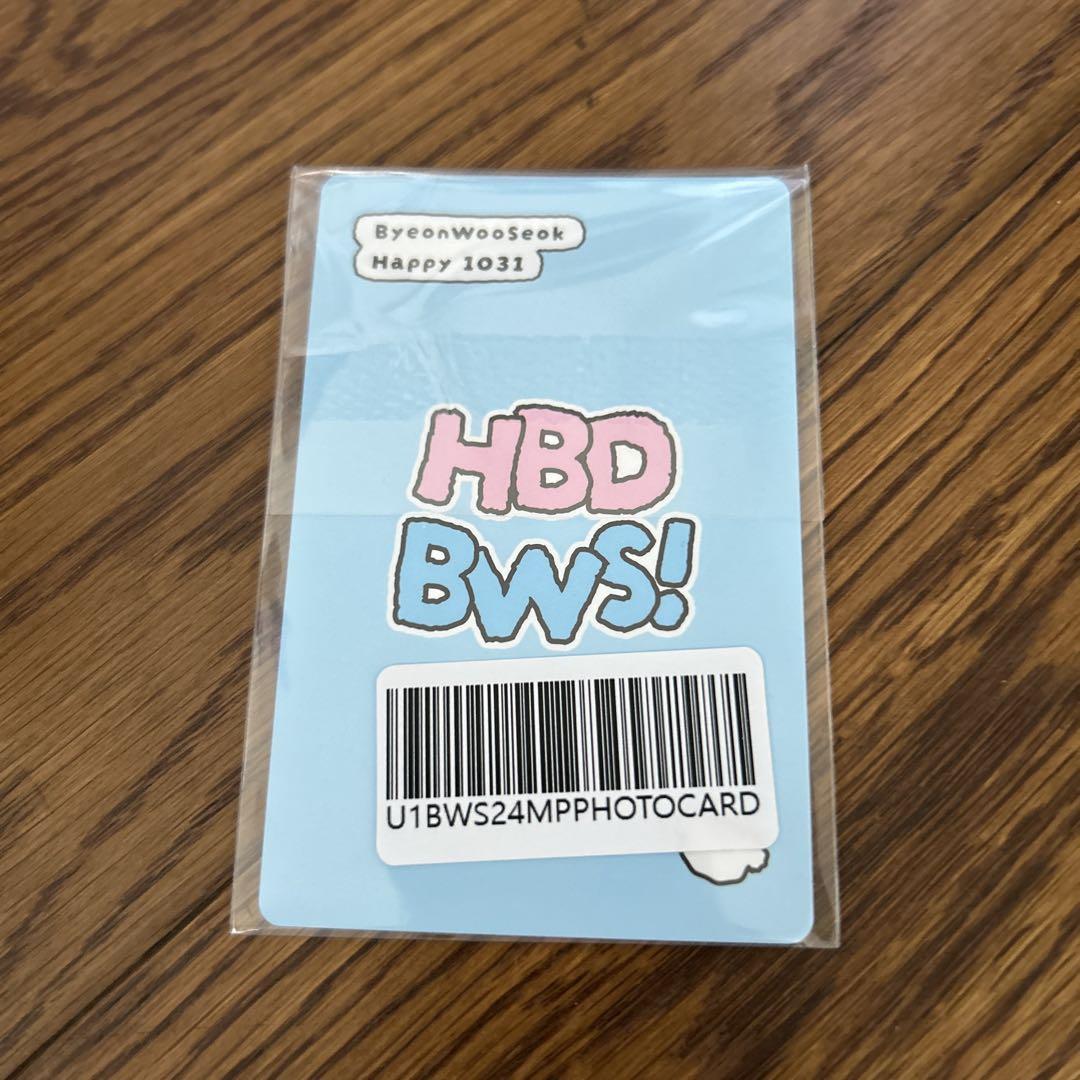 ByeonWooSeok
Happy 1031
HBD
BWS!
U1BWS24MPPHOTOCARD